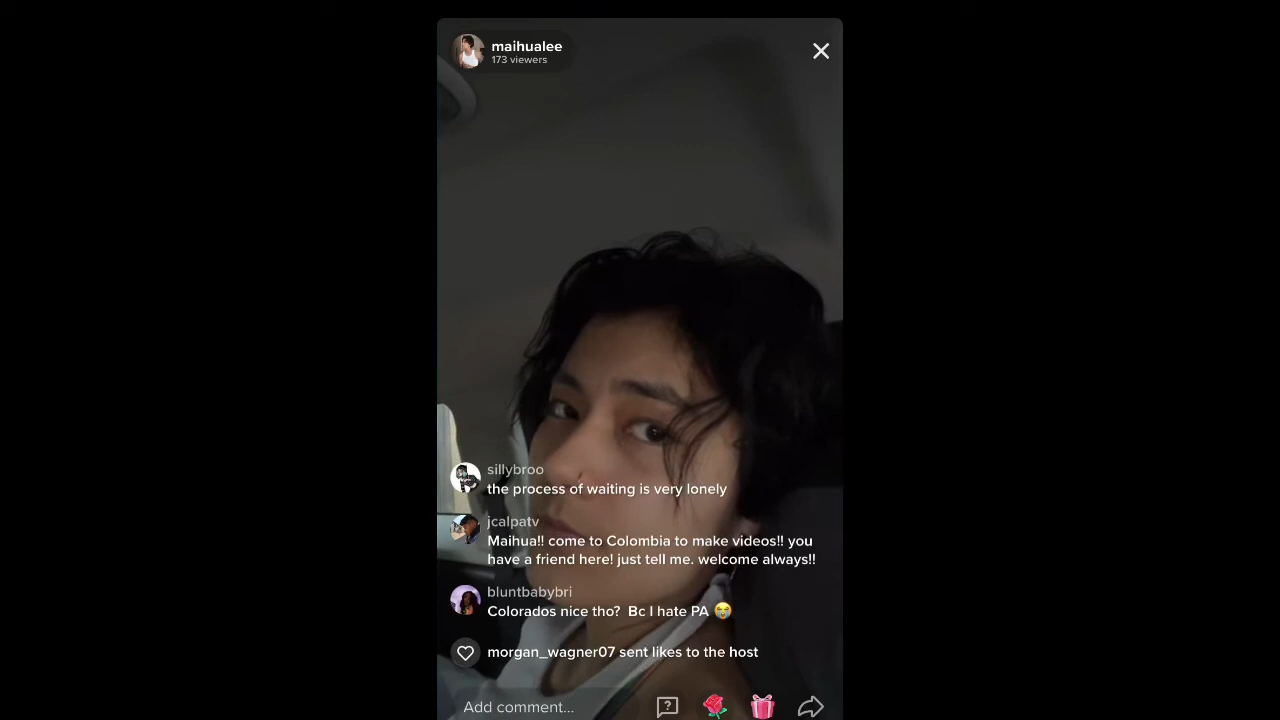 maihualee
173 viewers
sillybroo
the process of waiting is very lonely
jcalpatv
Maihua!! come to Colombia to make videos!! you
have a friend here! just tell me. welcome always!!
bluntbabybri
Colorados nice tho?  Bc I hate PA 😭
morgan_wagner07 sent likes to the host
Add comment...